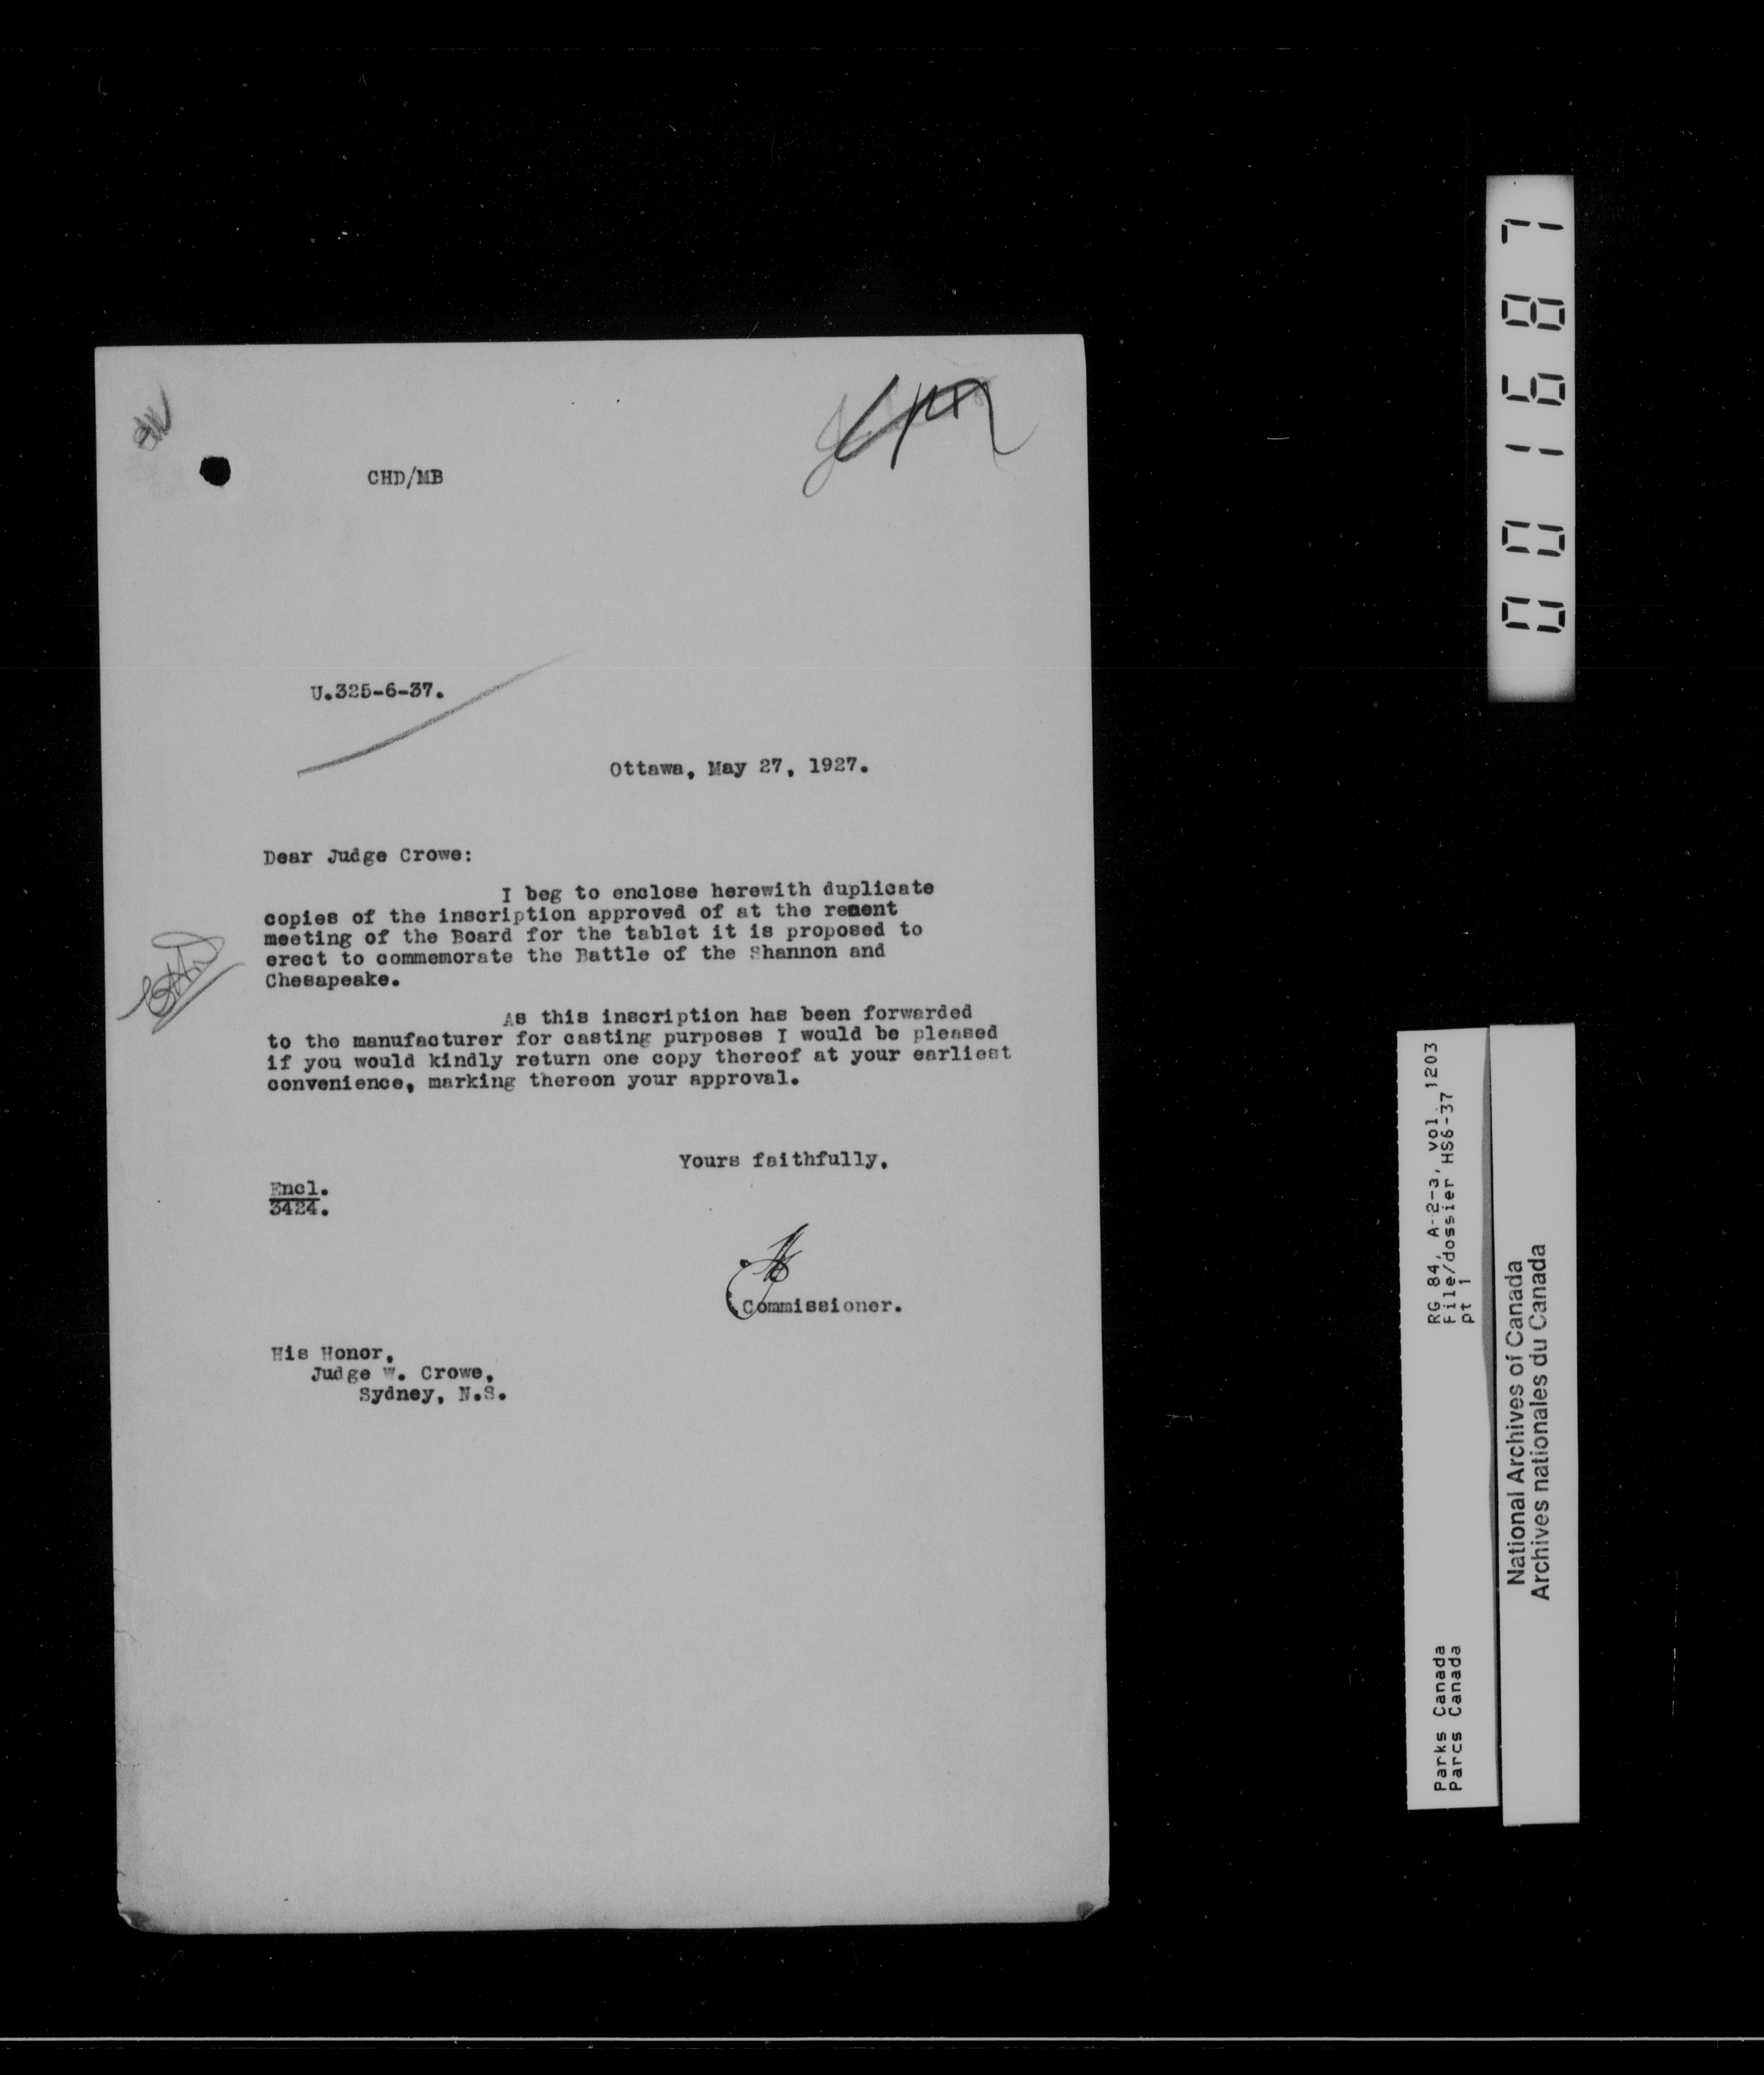 CHD/MB
U.325-6-37.
Ottawa, May 27, 1927.
Dear Judge Crowe:
I beg to enclose herewith duplicate
copies of the inscription approved of at the recent
meeting of the Board for the tablet it is proposed to
erect to commemorate the Battle of the Shannon and
Chesapeake.
CHD
As this inscription has been forwarded
to the manufacturer for casting purposes I would be pleased
if you would kindly return one copy thereof at your earliest
convenience, marking thereon your approval.
Yours faithfully,
Encl.
3424.
Commissioner.
His Honor,
Judge W. Crowe,
Sydney, N.S.
001687
RG 84, A-2-a, vol. 1203
File/dossier HS6-37
pt 1
Parks Canada
Parcs Canada
National Archives of Canada
Archives nationales du Canada